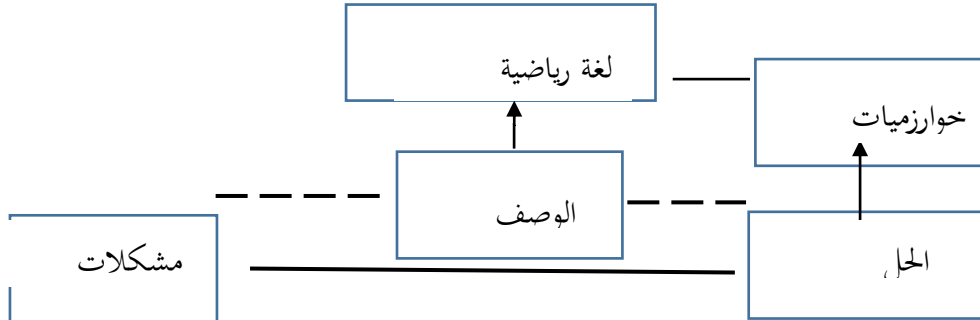 لغة رياضية
خوارزميات
الوصف
مشكلات
الحل